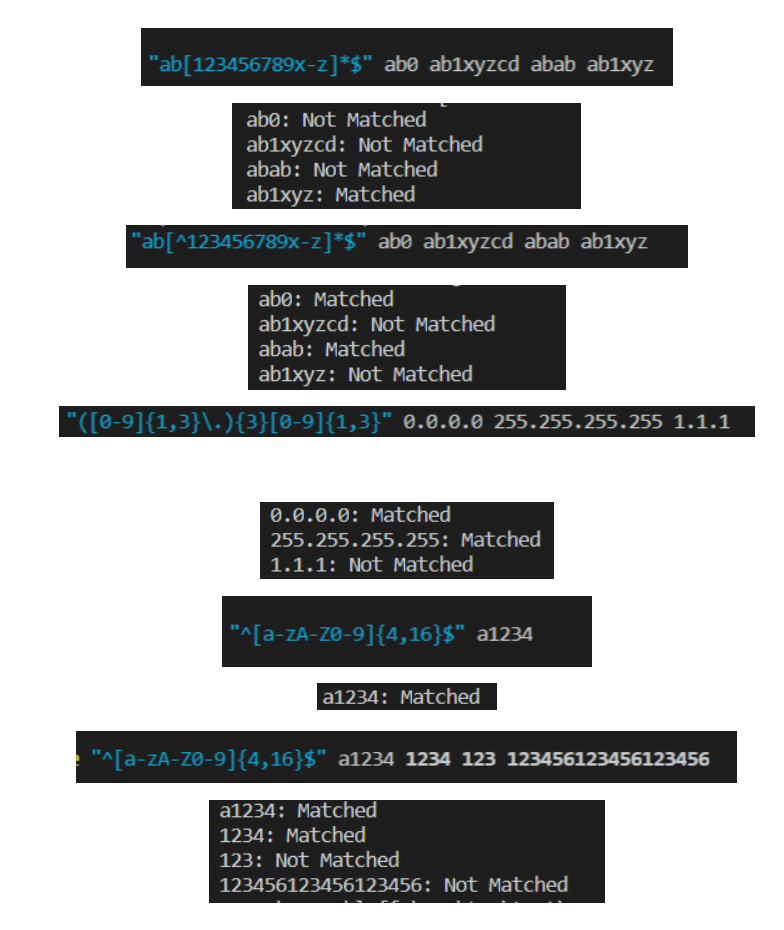 "ab[123456789x-z]*$" ab0 ab1xyzcd abab ab1xyz
ab0: Not Matched
ab1xyzcd: Not Matched
abab: Not Matched
ab1xyz: Matched
"ab[^123456789x-z]*$" ab0 ab1xyzcd abab ab1xyz
ab0: Matched
ab1xyzcd: Not Matched
abab: Matched
ab1xyz: Not Matched
"([0-9]{1,3}\.){3}[0-9]{1,3}" 0.0.0.0 255.255.255.255 1.1.1
0.0.0.0: Matched
255.255.255.255: Matched
1.1.1: Not Matched
"^[a-zA-Z0-9]{4,16}$" a1234
a1234: Matched
"^[a-zA-Z0-9]{4,16}$" a1234 1234 123 123456123456123456
a1234: Matched
1234: Matched
123: Not Matched
123456123456123456: Not Matched